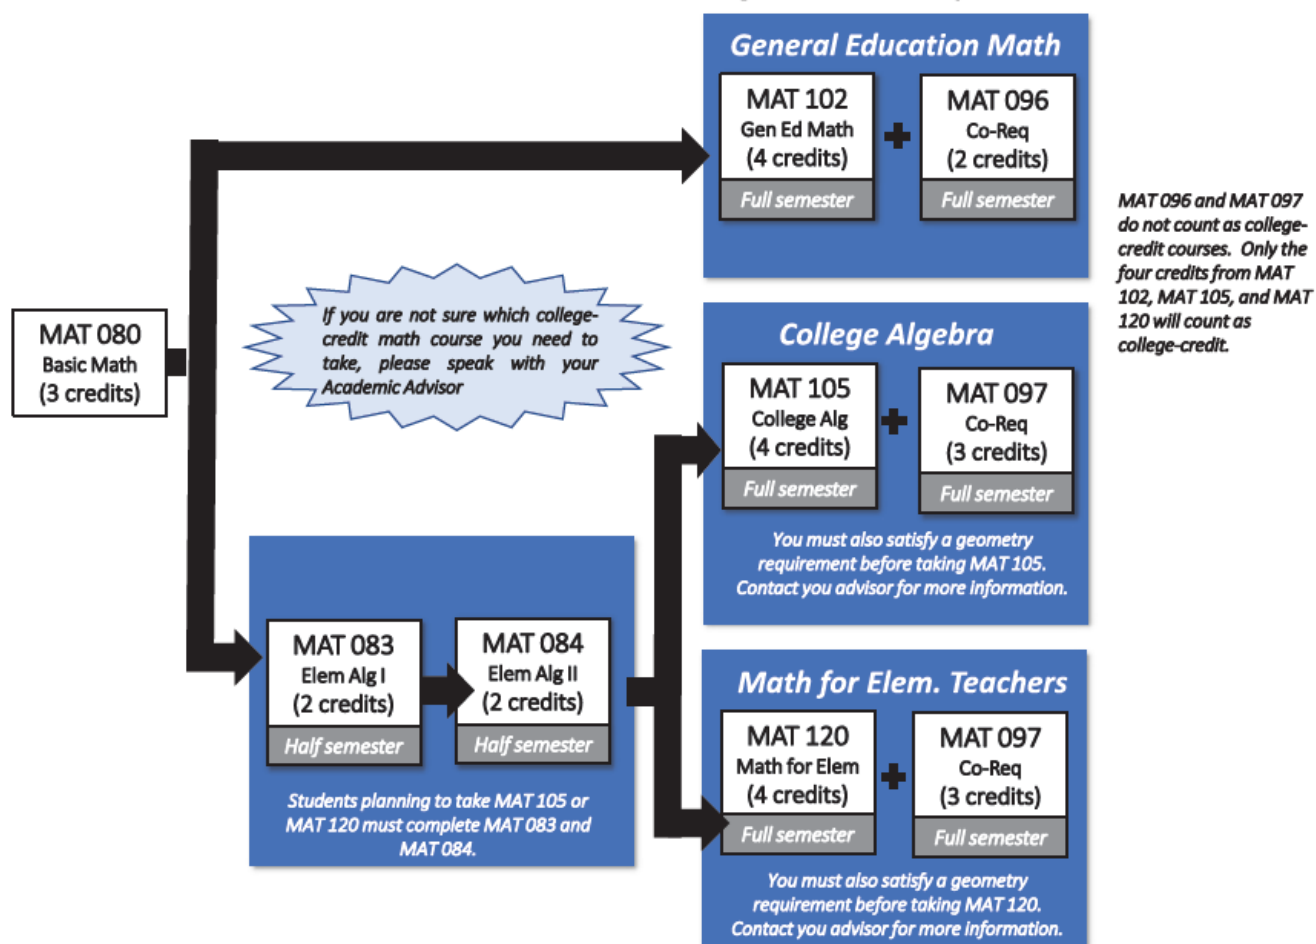 General Education Math
MAT 102
Gen Ed Math
(4 credits)
Full semester
MAT 096
Co-Req
(2 credits)
Full semester
MAT 096 and MAT 097
do not count as college-
credit courses. Only the
four credits from MAT
102, MAT 105, and MAT
120 will count as
college-credit.
If you are not sure which college-
credit math course you need to
take, please speak with your
Academic Advisor
MAT 080
Basic Math
(3 credits)
College Algebra
MAT 105
College Alg
(4 credits)
Full semester
MAT 097
Co-Req
(3 credits)
Full semester
You must also satisfy a geometry
requirement before taking MAT 105.
Contact you advisor for more information.
MAT 083
Elem Alg I
(2 credits)
Half semester
MAT 084
Elem Alg II
(2 credits)
Half semester
Students planning to take MAT 105 or
MAT 120 must complete MAT 083 and
MAT 084.
Math for Elem. Teachers
MAT 120
Math for Elem
(4 credits)
Full semester
MAT 097
Co-Req
(3 credits)
Full semester
You must also satisfy a geometry
requirement before taking MAT 120.
Contact you advisor for more information.